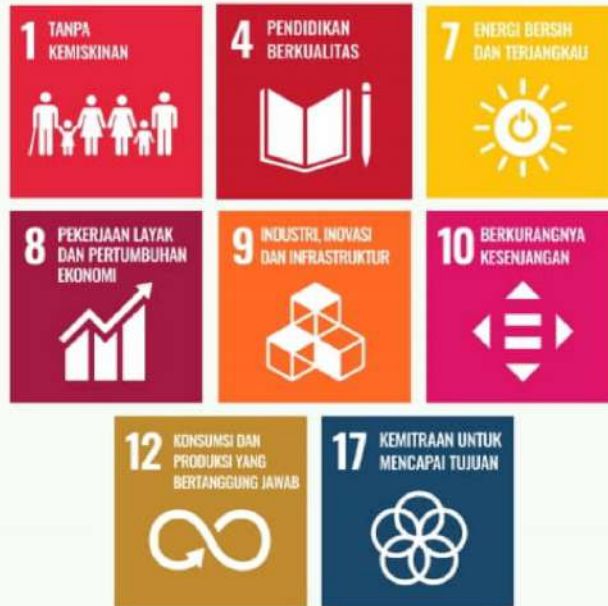 1 TANPA
KEMISKINAN
4 PENDIDIKAN
BERKUALITAS
7 ENERGI BERSIH
DAN TERJANGKAU
8 PEKERJAAN LAYAK
DAN PERTUMBUHAN
EKONOMI
9 INDUSTRI, INOVASI
DAN INFRASTRUKTUR
10 BERKURANGNYA
KESENJANGAN
12 KONSUMSI DAN
PRODUKSI YANG
BERTANGGUNG JAWAB
17 KEMITRAAN UNTUK
MENCAPAI TUJUAN